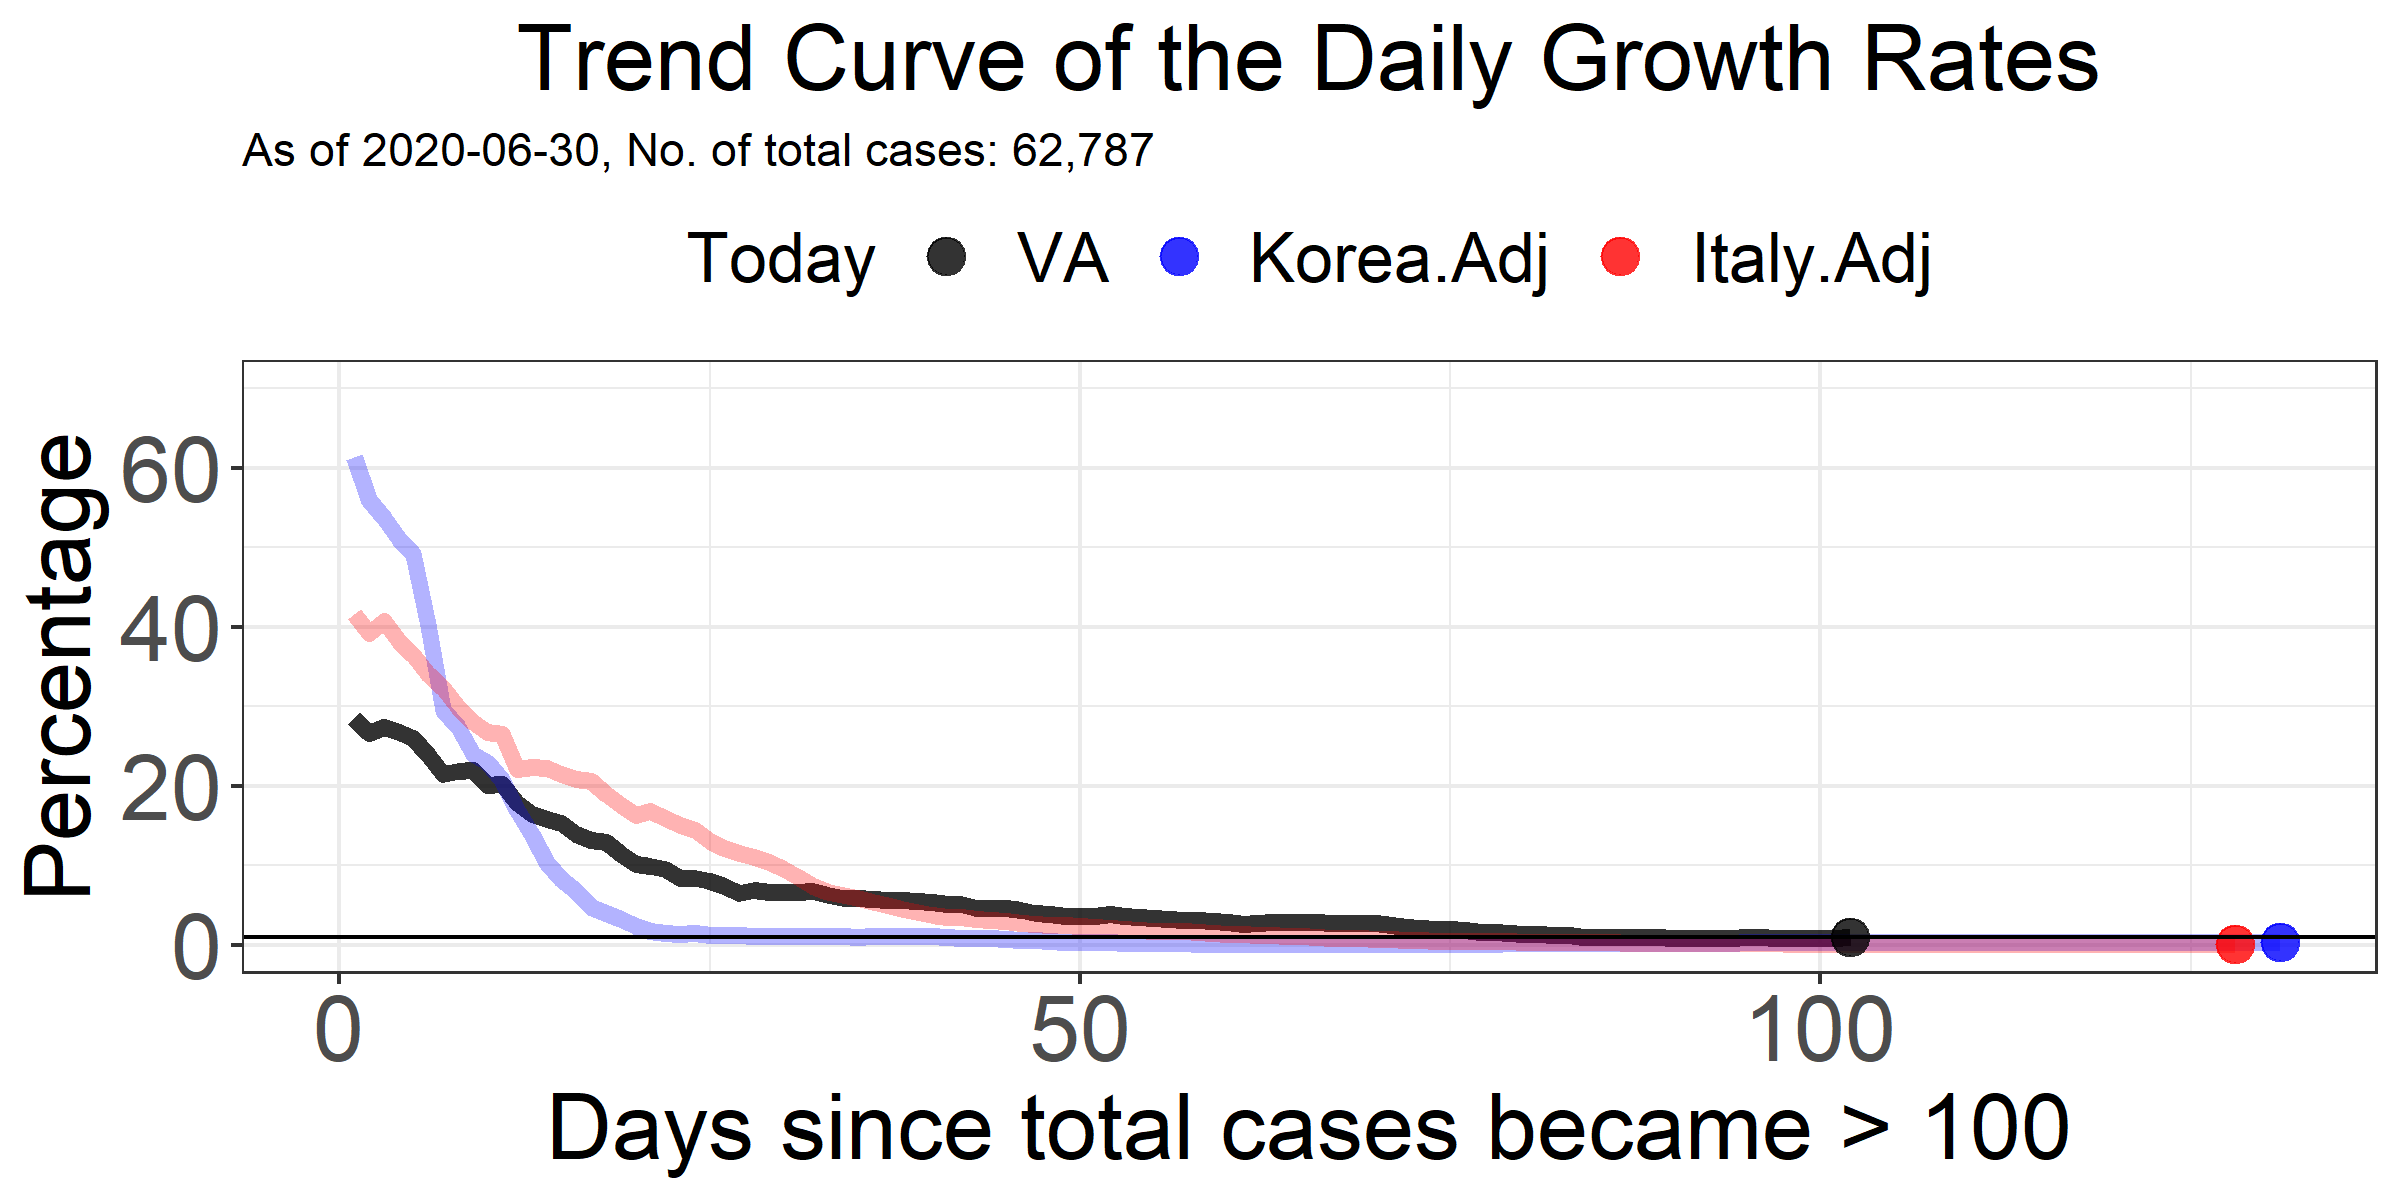 Trend Curve of the Daily Growth Rates
As of 2020-06-30, No. of total cases: 62,787
Today VA Korea.Adj Italy.Adj
Percentage
60
40
20
0
0 50 100
Days since total cases became > 100